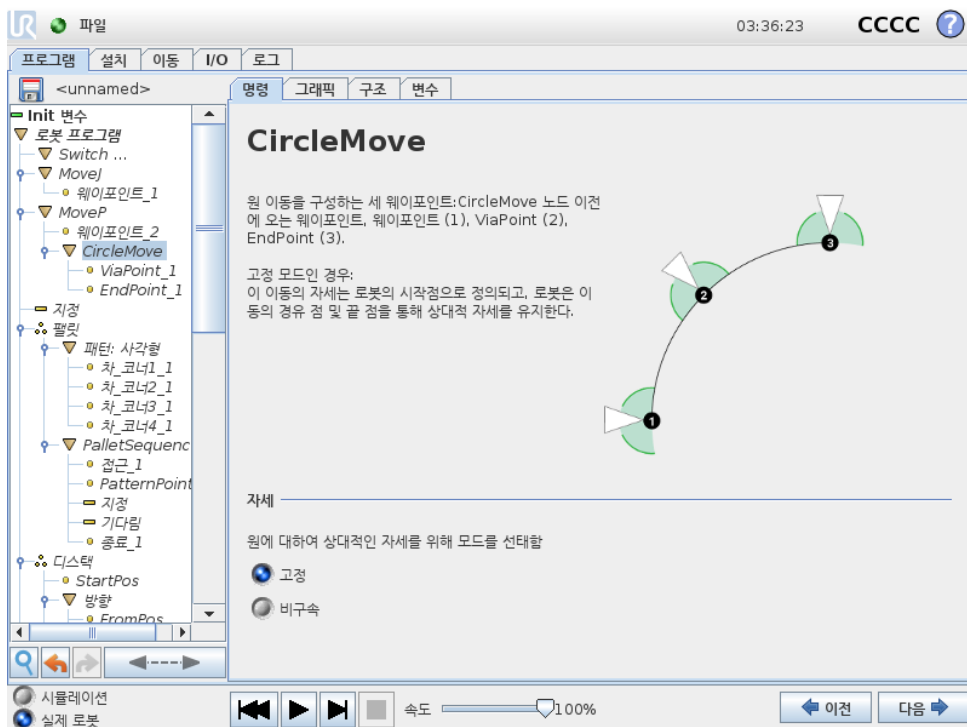 UR 파일 03:36:23 CCCC ?
프로그램 설치 이동 I/O 로그
<unnamed>
명령 그래픽 구조 변수
Init 변수
로봇 프로그램
Switch ...
MoveJ
웨이포인트_1
MoveP
웨이포인트_2
CircleMove
ViaPoint_1
EndPoint_1
지정
팰릿
패턴: 사각형
차_코너1_1
차_코너2_1
차_코너3_1
차_코너4_1
PalletSequenc
접근_1
PatternPoint
지정
기다림
종료_1
디스택
StartPos
방향
FromPos
CircleMove
원 이동을 구성하는 세 웨이포인트:CircleMove 노드 이전
에 오는 웨이포인트, 웨이포인트 (1), ViaPoint (2),
EndPoint (3).
고정 모드인 경우:
이 이동의 자세는 로봇의 시작점으로 정의되고, 로봇은 이
동의 경유 점 및 끝 점을 통해 상대적 자세를 유지한다.
3
2
1
자세
원에 대하여 상대적인 자세를 위해 모드를 선태함
고정
비구속
시뮬레이션
실제 로봇
속도 100%
이전 다음